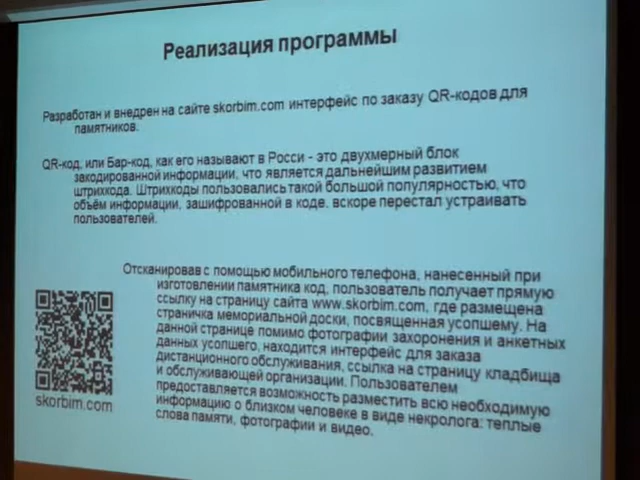 Реализация программы
Разработан и внедрен на сайте skorbim.com интерфейс по заказу QR-кодов для
памятников.
QR-код, или Бар-код, как его называют в Росси - это двухмерный блок
закодированной информации, что является дальнейшим развитием
штрихкода. Штрихкоды пользовались такой большой популярностью, что
объём информации, зашифрованной в коде, вскоре перестал устраивать
пользователей.
Отсканировав с помощью мобильного телефона, нанесенный при
изготовлении памятника код, пользователь получает прямую
ссылку на страницу сайта www.skorbim.com, где размещена
страничка мемориальной доски, посвященная усопшему. На
данной странице помимо фотографии захоронения и анкетных
данных усопшего, находится интерфейс для заказа
дистанционного обслуживания, ссылка на страницу кладбища
и обслуживающей организации. Пользователем
предоставляется возможность разместить всю необходимую
информацию о близком человеке в виде некролога: теплые
слова памяти, фотографии и видео.
skorbim.com